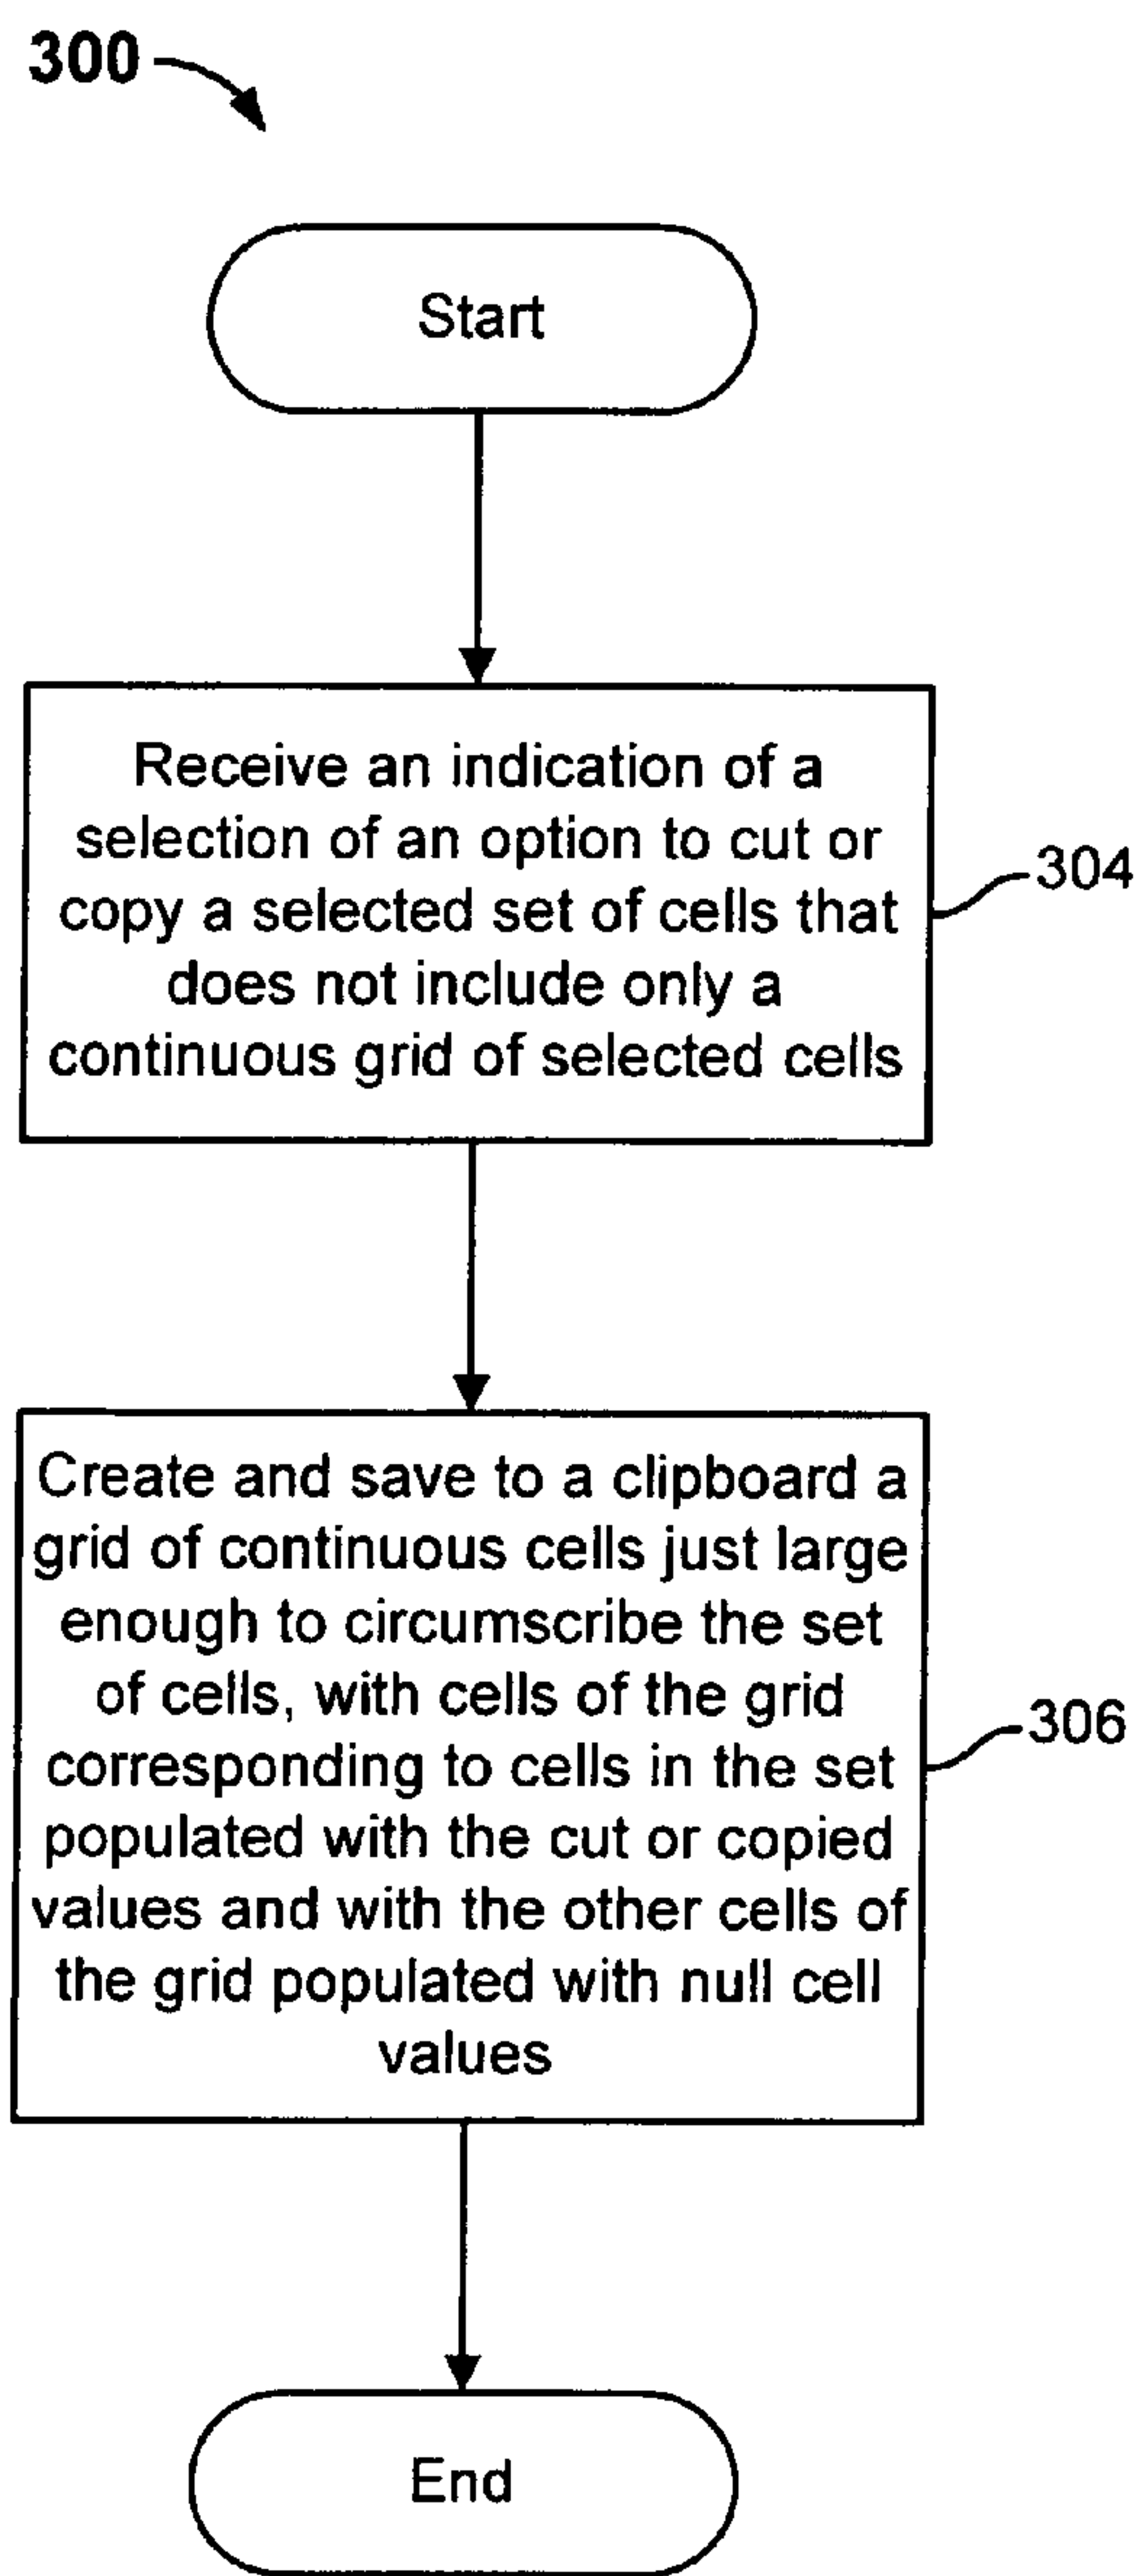 300
Start
Receive an indication of a
selection of an option to cut or
copy a selected set of cells that
does not include only a
continuous grid of selected cells
304
Create and save to a clipboard a
grid of continuous cells just large
enough to circumscribe the set
of cells, with cells of the grid
corresponding to cells in the set
populated with the cut or copied
values and with the other cells of
the grid populated with null cell
values
306
End